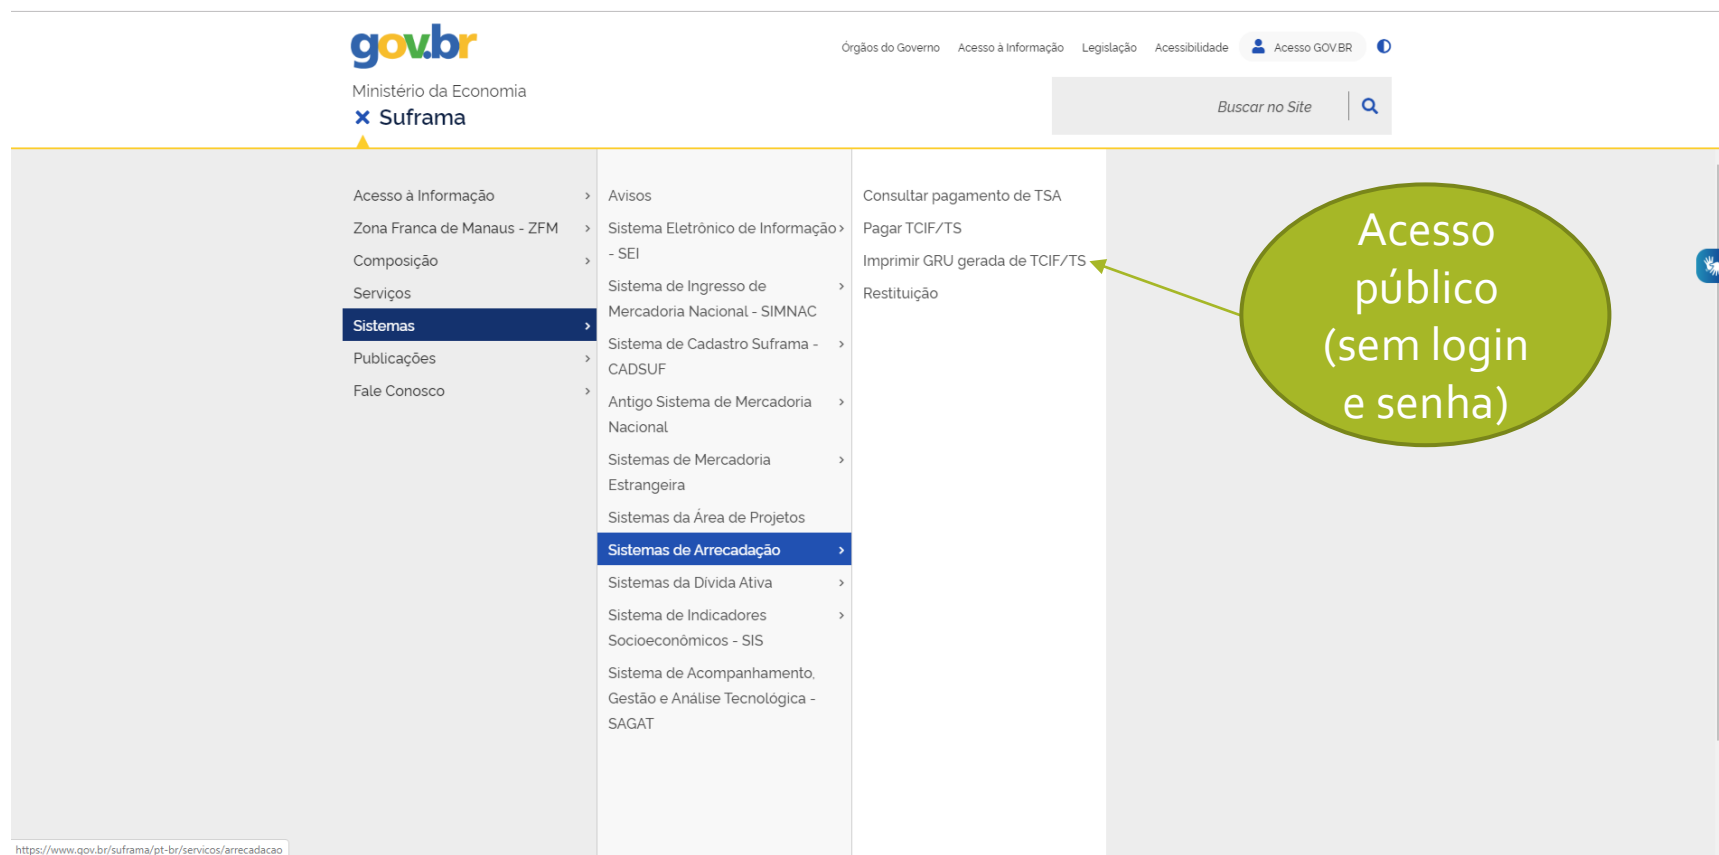 gov.br
Órgãos do Governo
Acesso à Informação
Legislação
Acessibilidade
Acesso GOV.BR
Ministério da Economia
Suframa
Buscar no Site
Acesso à Informação
Zona Franca de Manaus - ZFM
Composição
Serviços
Sistemas
Publicações
Fale Conosco
Avisos
Sistema Eletrônico de Informação
- SEI
Sistema de Ingresso de
Mercadoria Nacional - SIMNAC
Sistema de Cadastro Suframa -
CADSUF
Antigo Sistema de Mercadoria
Nacional
Sistemas de Mercadoria
Estrangeira
Sistemas da Área de Projetos
Sistemas de Arrecadação
Sistemas da Dívida Ativa
Sistema de Indicadores
Socioeconômicos - SIS
Sistema de Acompanhamento,
Gestão e Análise Tecnológica -
SAGAT
Consultar pagamento de TSA
Pagar TCIF/TS
Imprimir GRU gerada de TCIF/TS
Restituição
Acesso
público
(sem login
e senha)
https://www.gov.br/suframa/pt-br/servicos/arrecadacao